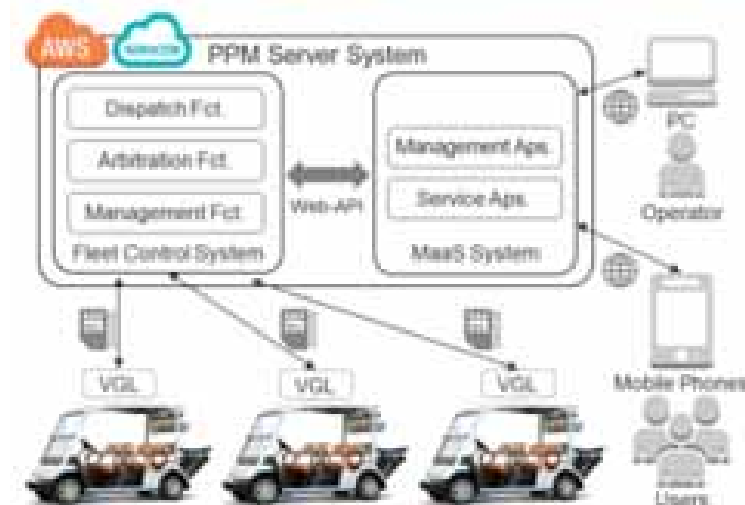 AWS
PPM Server System
Dispatch Fct.
Arbitration Fct.
Management Fct.
Fleet Control System
Web-API
Management Aps.
Service Aps.
MaaS System
PC
Operator
VGL
VGL
VGL
Mobile Phones
Users